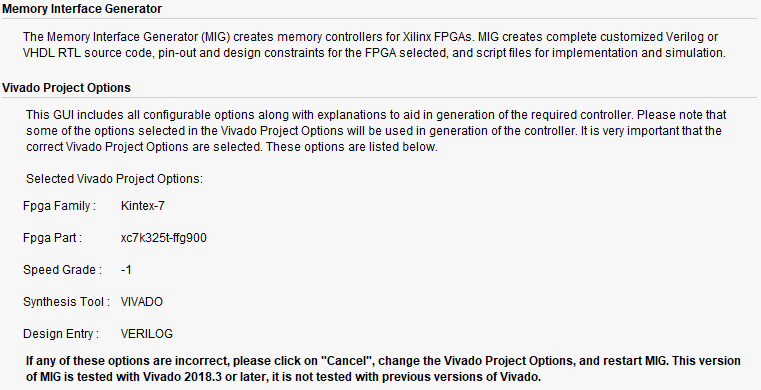 Memory Interface Generator
The Memory Interface Generator (MIG) creates memory controllers for Xilinx FPGAs. MIG creates complete customized Verilog or
VHDL RTL source code, pin-out and design constraints for the FPGA selected, and script files for implementation and simulation.
Vivado Project Options
This GUI includes all configurable options along with explanations to aid in generation of the required controller. Please note that
some of the options selected in the Vivado Project Options will be used in generation of the controller. It is very important that the
correct Vivado Project Options are selected. These options are listed below.
Selected Vivado Project Options:
Fpga Family : Kintex-7
Fpga Part : xc7k325t-ffg900
Speed Grade : -1
Synthesis Tool : VIVADO
Design Entry : VERILOG
If any of these options are incorrect, please click on "Cancel", change the Vivado Project Options, and restart MIG. This version
of MIG is tested with Vivado 2018.3 or later, it is not tested with previous versions of Vivado.